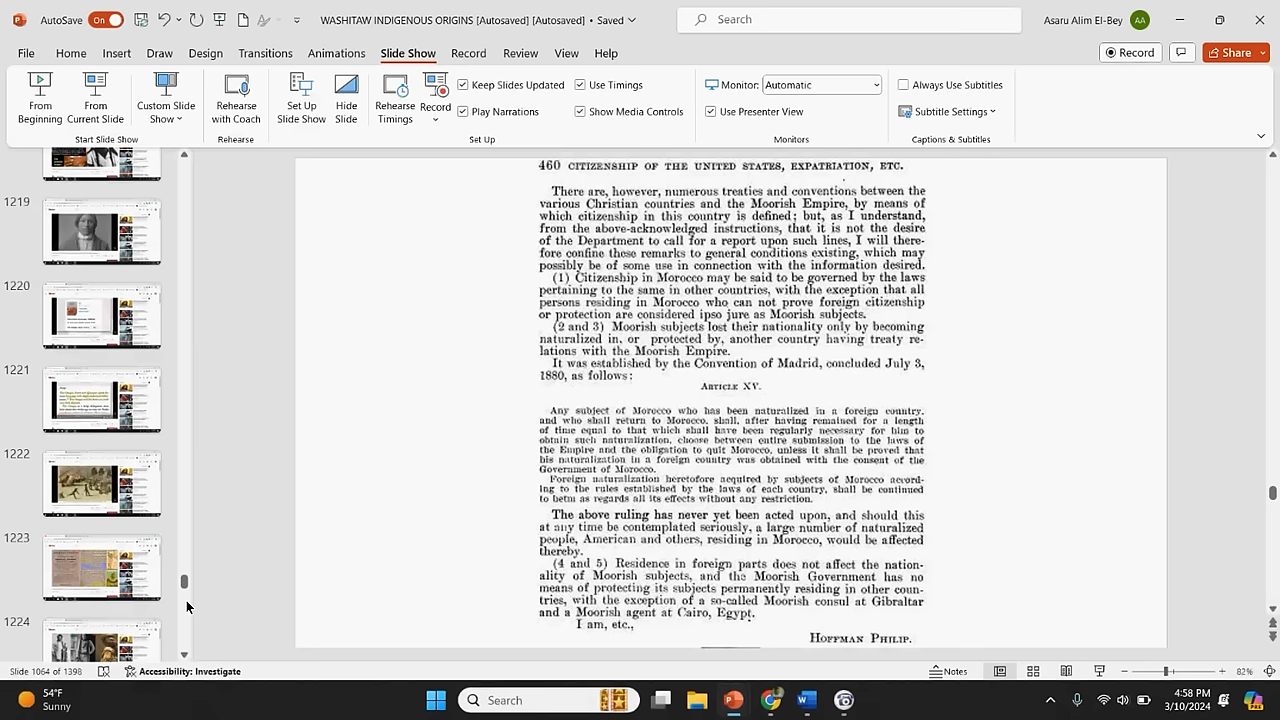 AutoSave On WASHITAW INDIGENOUS ORIGINS [Autosaved] [Autosaved] • Saved Search Asaru Alim El-Bey AA
File Home Insert Draw Design Transitions Animations Slide Show Record Review View Help Record Share
From Beginning
From Current Slide
Custom Slide Show
Start Slide Show
Rehearse with Coach
Rehearse
Set Up Slide Show
Hide Slide
Rehearse Timings
Record
Keep Slides Updated
Use Timings
Play Narrations
Show Media Controls
Set Up
Monitor: Automatic
Use Presenter View
Monitors
Always Use Subtitles
Subtitle Settings
Captions & Subtitles
1219
1220
1221
1222
1223
1224
46 CITIZENSHIP OF THE UNITED STATES, EXPATRIATION, ETC.
There are, however, numerous treaties and conventions between the
various Christian countries and the Moorish Empire, by means of
which citizenship in this country is defined; but, as I understand,
from the above-acknowledged instructions, that it is not the desire
of the Department to call for a report upon such lines, I will there-
fore confine these remarks to general conditions existing, which may
possibly be of some use in connection with the information desired.
(1) Citizenship in Morocco may be said to be governed by the laws
pertaining to the same in other countries, with the exception that all
persons residing in Morocco who can not prove foreign citizenship
or protection are considered ipso jure as Moorish subjects.
(2 and 3) Moorish subjects lost their nationality only by becoming
naturalized in, or protected by, another country having treaty re-
lations with the Moorish Empire.
It was established by the Convention of Madrid, concluded July 3,
1880, as follows:
ARTICLE XV.
Any subject of Morocco who has been naturalized in a foreign country,
and who shall return to Morocco, shall, after having remained for a length
of time equal to that which shall have been regularly necessary for him to
obtain such naturalization, choose between entire submission to the laws of
the Empire and the obligation to quit Morocco, unless it shall be proved that
his naturalization in a foreign country was obtained with the consent of the
Government of Morocco.
Foreign naturalization heretofore acquired by subjects of Morocco accord-
ing to the rules established by the laws of each country, shall be continued
to them as regards all its effects without any restriction.
The above ruling has never yet been acted upon, and should this
at any time be contemplated seriously, a large number of naturalized
people, American and others, residing in Morocco, would be affected
thereby.
(4 and 5) Residence in foreign parts does not affect the nation-
ality of Moorish subjects, and the Moorish Government has no
means of protecting its subjects permanently residing in other coun-
tries, with the exception of a so-called Moorish consul at Gibraltar
and a Moorish agent at Cairo, Egypt.
I am, etc.,
HOFFMAN PHILIP.
Slide 1064 of 1398 Accessibility: Investigate Notes 82%
54°F
Sunny
Search
4:58 PM
3/10/2024